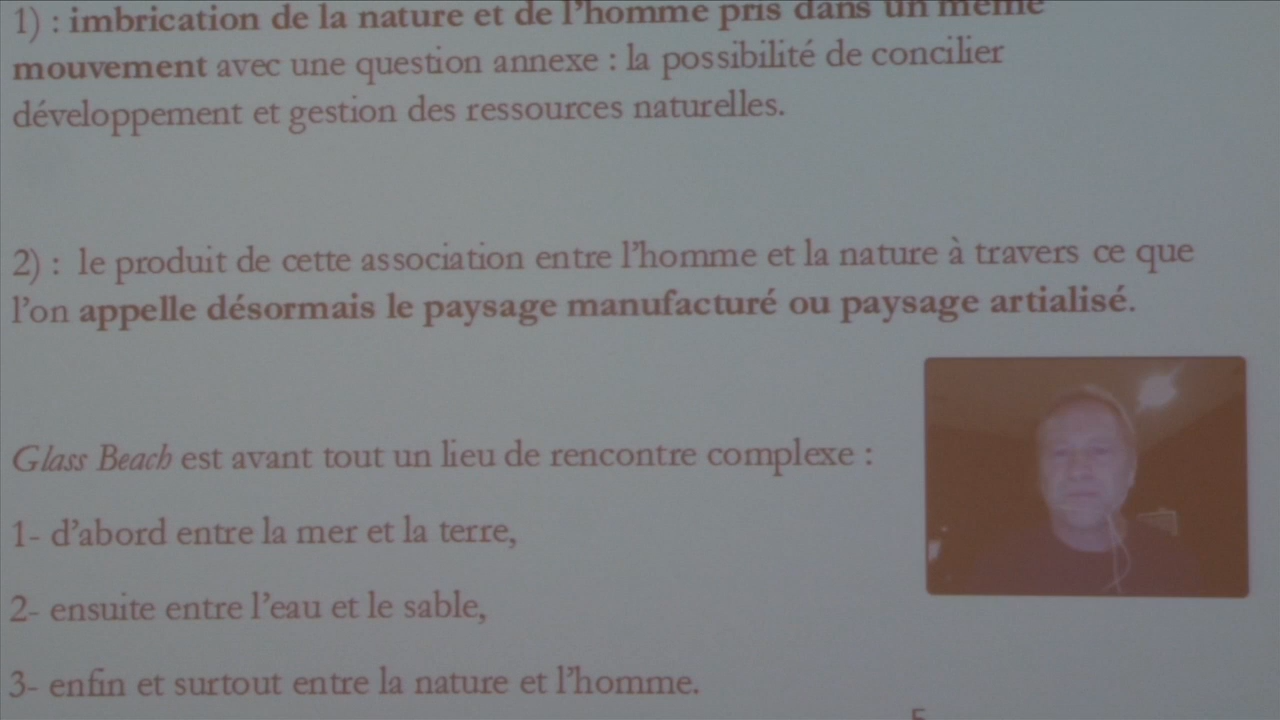 1) : imbrication de la nature et de l'homme pris dans un même
mouvement avec une question annexe : la possibilité de concilier
développement et gestion des ressources naturelles.
2) : le produit de cette association entre l'homme et la nature à travers ce que
l'on appelle désormais le paysage manufacturé ou paysage artialisé.
Glass Beach est avant tout un lieu de rencontre complexe :
1- d'abord entre la mer et la terre,
2- ensuite entre l'eau et le sable,
3- enfin et surtout entre la nature et l'homme.